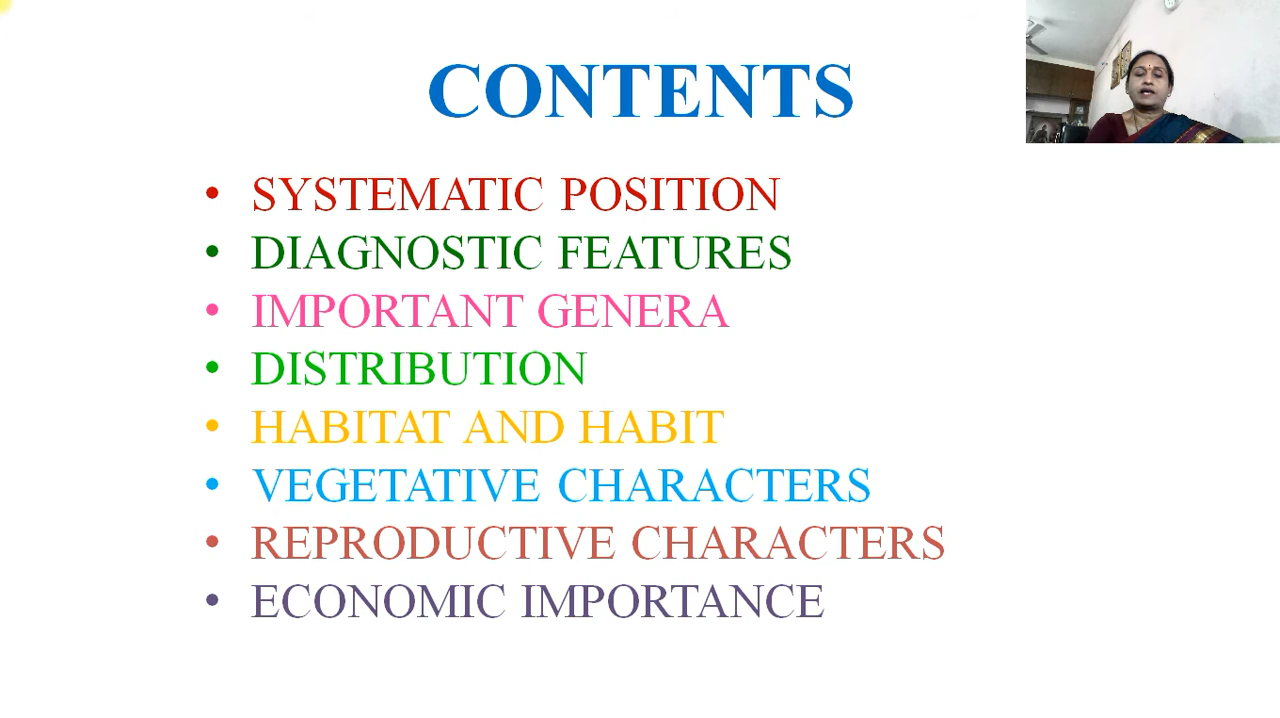 CONTENTS
• SYSTEMATIC POSITION
• DIAGNOSTIC FEATURES
• IMPORTANT GENERA
• DISTRIBUTION
• HABITAT AND HABIT
• VEGETATIVE CHARACTERS
• REPRODUCTIVE CHARACTERS
• ECONOMIC IMPORTANCE